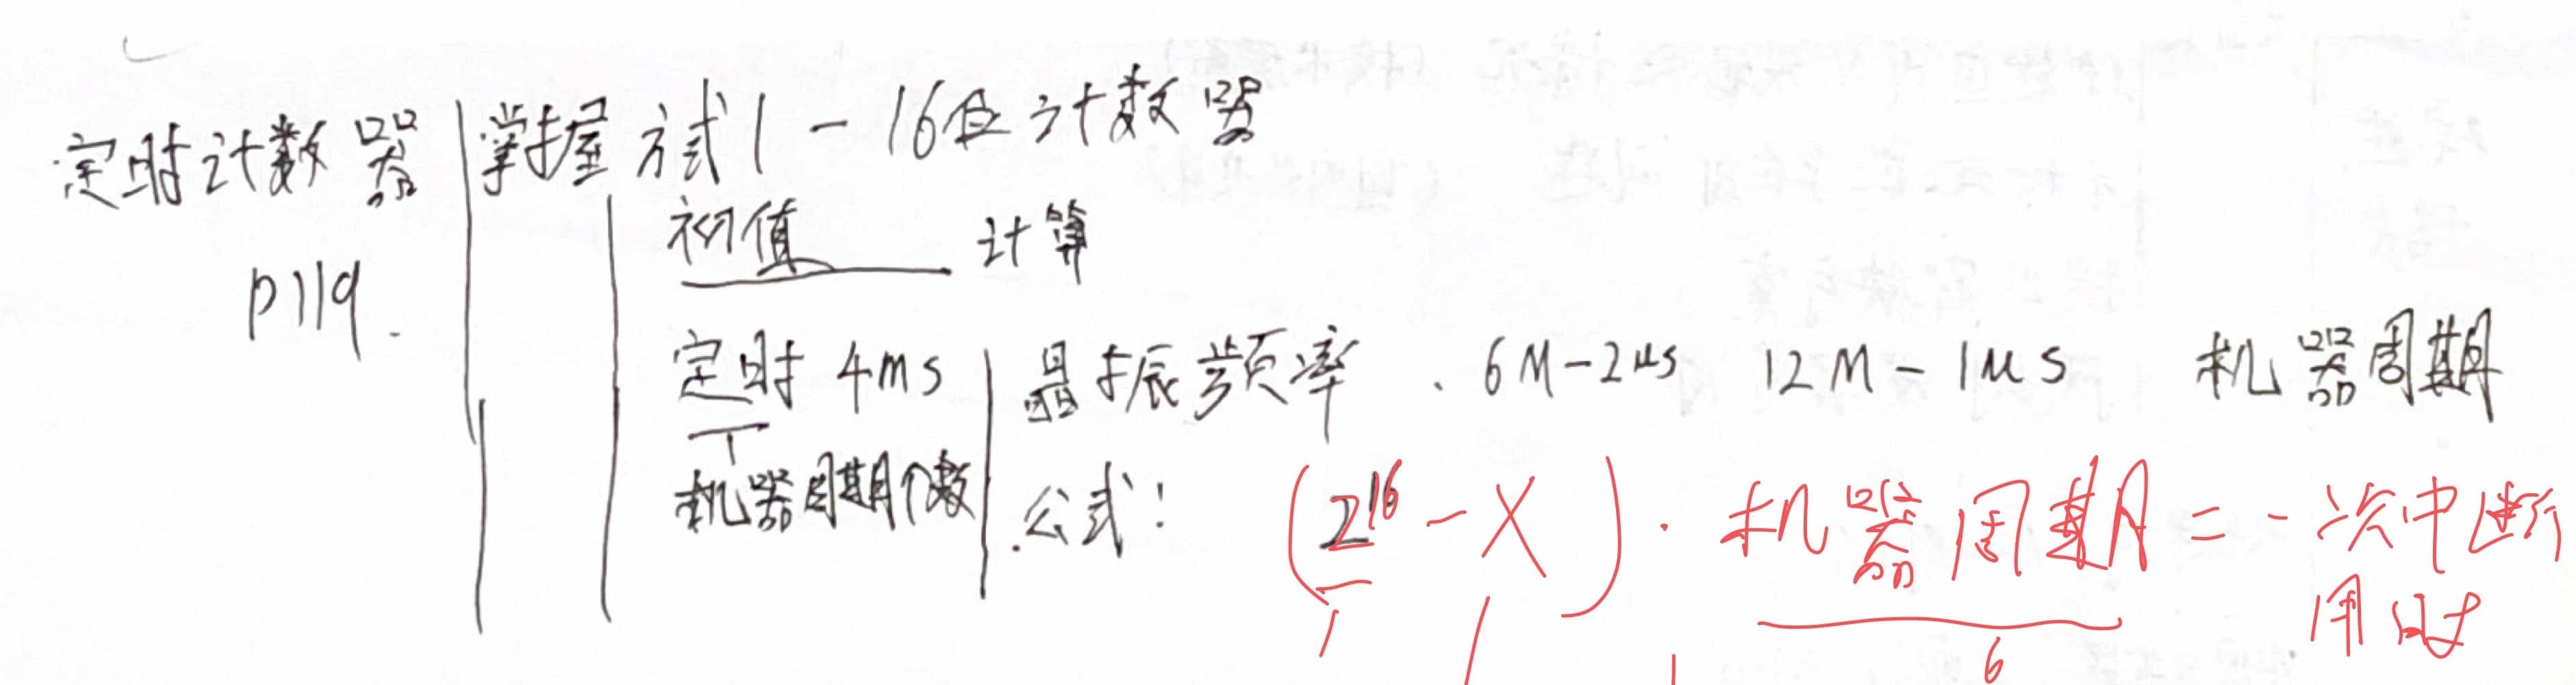 定时计数器 掌握方式1-16位计数器
p119.
初值 计算
定时 4ms 晶振频率、6M-2μs 12M-1μs 机器周期
机器周期个数 公式: (2^16 - X)·机器周期 = 一次中断
用时
6